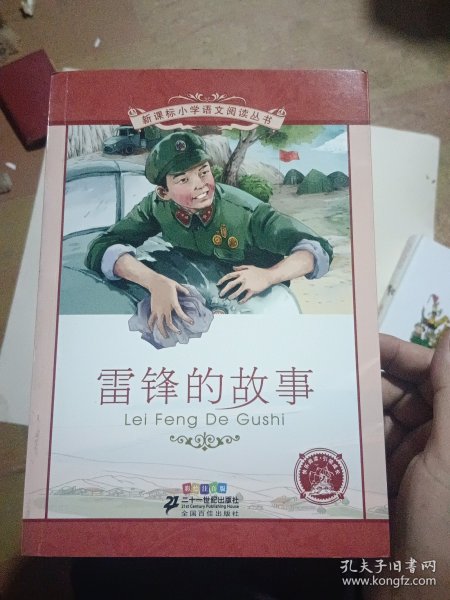 新课标小学语文阅读丛书
雷锋的故事
Lei Feng De Gushi
彩绘注音版
二十一世纪出版社
21st Century Publishing House
全国百佳出版社
孔夫子旧书网
www.kongfz.com